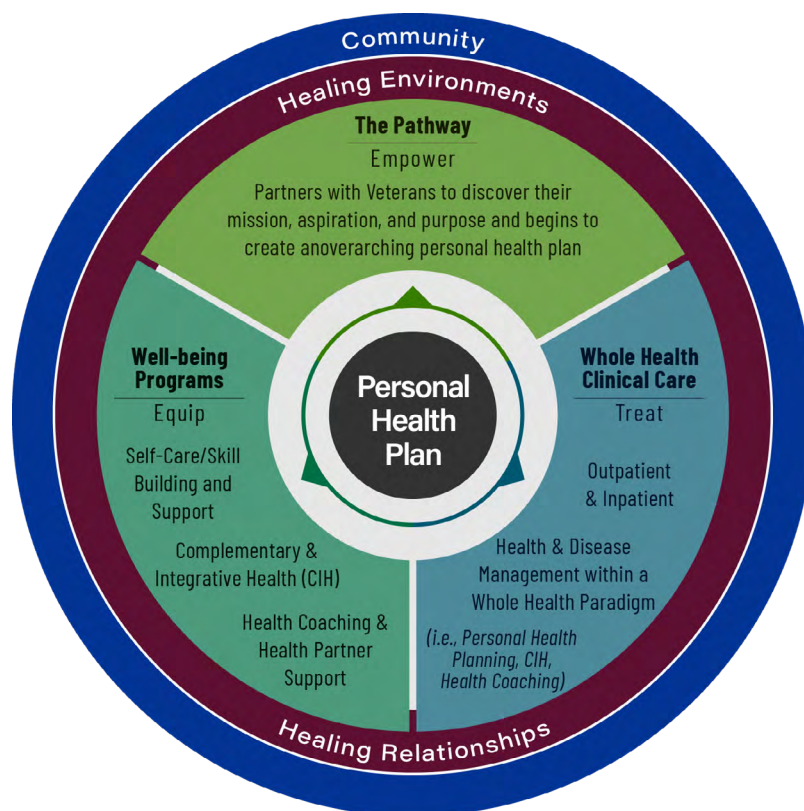 Community
Healing Environments
The Pathway
Empower
Partners with Veterans to discover their
mission, aspiration, and purpose and begins to
create anoverarching personal health plan
Well-being
Programs
Equip
Self-Care/Skill
Building and
Support
Complementary &
Integrative Health (CIH)
Health Coaching &
Health Partner
Support
Personal
Health
Plan
Whole Health
Clinical Care
Treat
Outpatient
& Inpatient
Health & Disease
Management within a
Whole Health Paradigm
(i.e., Personal Health
Planning, CIH,
Health Coaching)
Healing Relationships